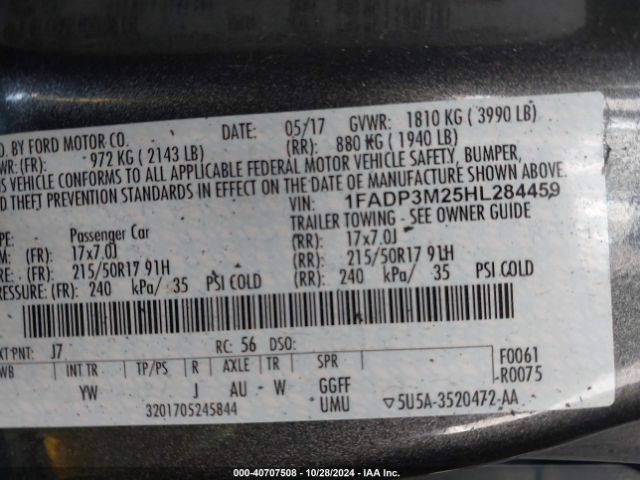 D. BY FORD MOTOR CO. DATE: 05/17 GVWR: 1810 KG ( 3990 LB)
WR: (FR) 972 KG ( 2143 LB) (RR): 880 KG ( 1940 LB)
IS VEHICLE CONFORMS TO ALL APPLICABLE FEDERAL MOTOR VEHICLE SAFETY, BUMPER,
D THEFT PREVENTION STANDARDS IN EFFECT ON THE DATE OF MANUFACTURE SHOWN ABOVE.
VIN: 1FADP3M25HL284459
PE: Passenger Car TRAILER TOWING - SEE OWNER GUIDE
M: (FR): 17x7.0J (RR): 17x7.0J
RE: (FR): 215/50R17 91H (RR): 215/50R17 91H
RESSURE: (FR): 240 kPa/ 35 PSI COLD (RR): 240 kPa/ 35 PSI COLD
XT PNT: J7 RC: 56 DSO: F0061
WB INT TR TP/PS R AXLE TR SPR -R0075
YW J AU - W GGFF
3201705245844 UMU ▽5U5A-3520472-AA
000-40707508 - 10/28/2024 - IAA Inc.